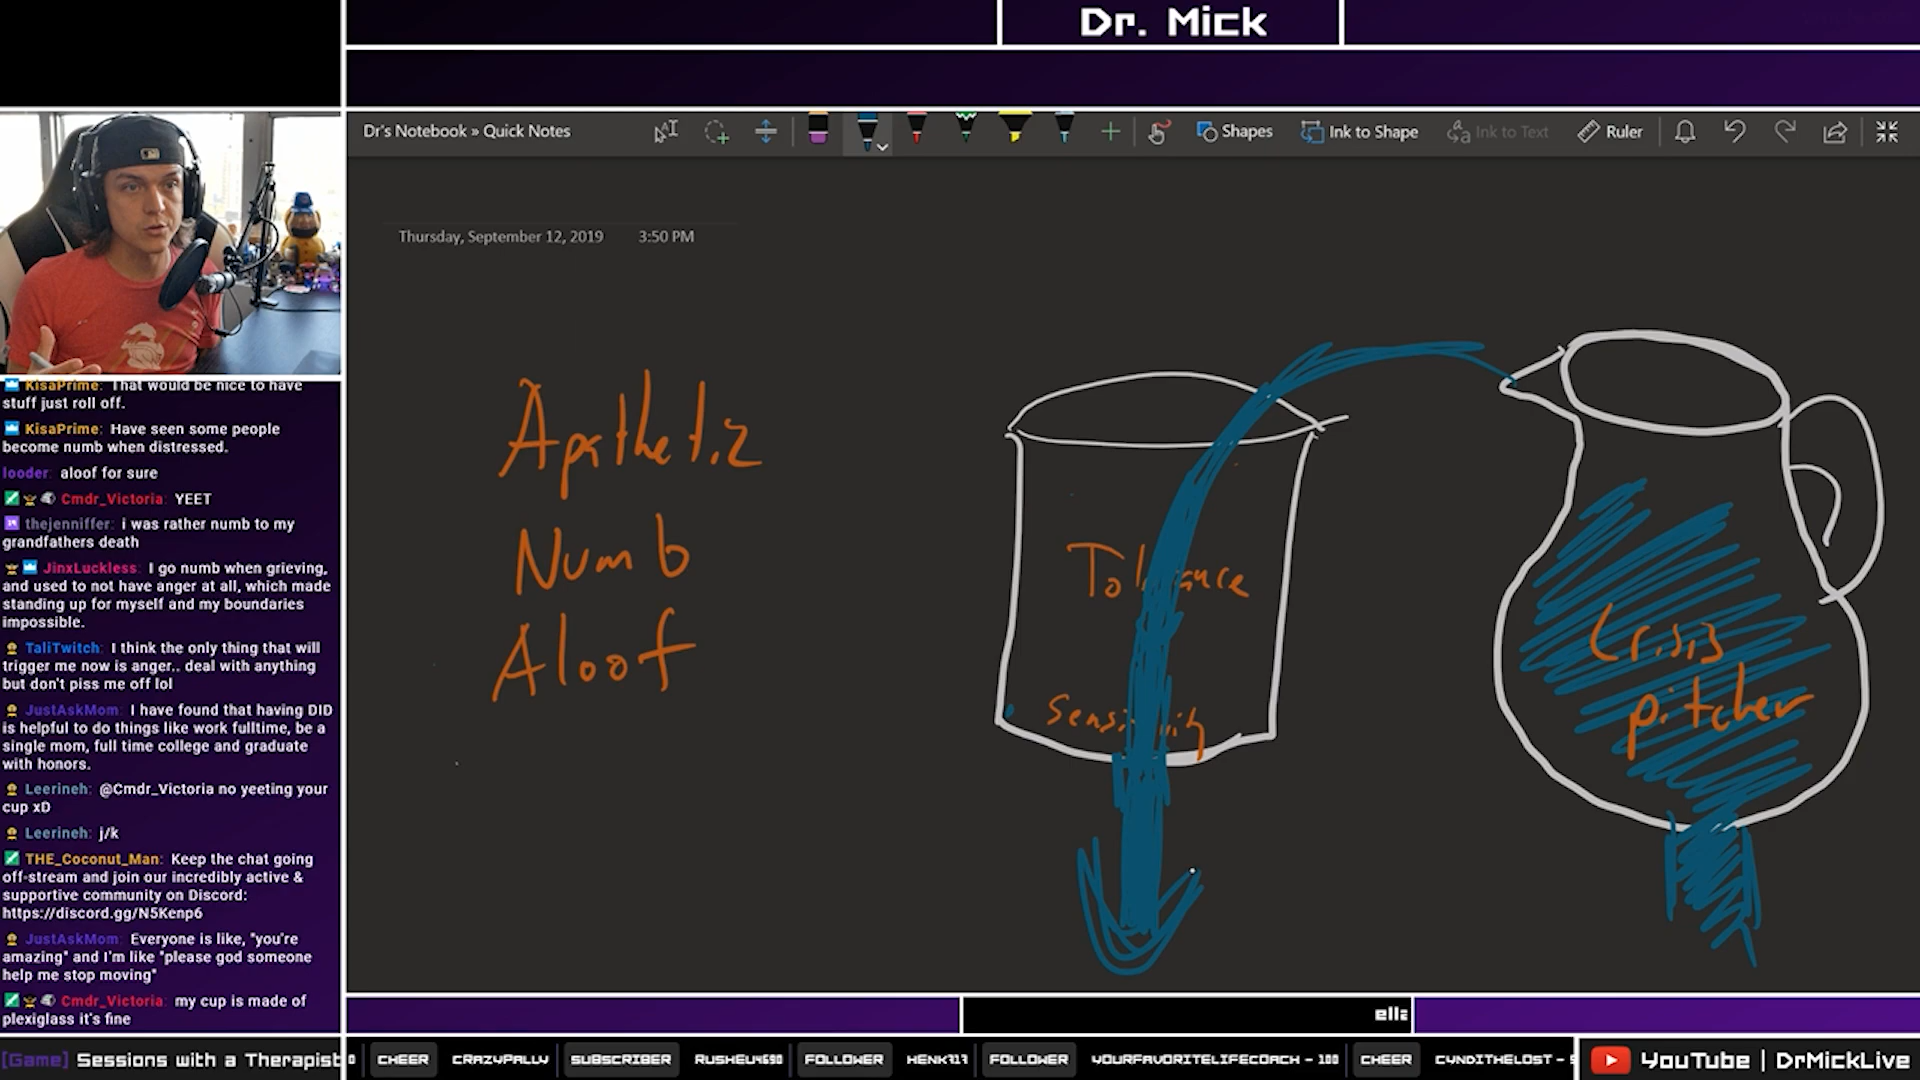 Dr. Mick
Dr's Notebook » Quick Notes
Shapes
Ink to Shape
Ink to Text
Ruler
Thursday, September 12, 2019 3:50 PM
Apathetic
Numb
Aloof
Tolerance
Sensitivity
Crisis
pitcher
KisaPrime: That would be nice to have
stuff just roll off.
KisaPrime: Have seen some people
become numb when distressed.
looder: aloof for sure
Cmdr_Victoria: YEET
thejenniffer: i was rather numb to my
grandfathers death
JinxLuckless: I go numb when grieving,
and used to not have anger at all, which made
standing up for myself and my boundaries
impossible.
TaliTwitch: I think the only thing that will
trigger me now is anger.. deal with anything
but don't piss me off lol
JustAskMom: I have found that having DID
is helpful to do things like work fulltime, be a
single mom, full time college and graduate
with honors.
Leerineh: @Cmdr_Victoria no yeeting your
cup xD
Leerineh: j/k
THE_Coconut_Man: Keep the chat going
off-stream and join our incredibly active &
supportive community on Discord:
https://discord.gg/N5Kenp6
JustAskMom: Everyone is like, "you're
amazing" and I'm like "please god someone
help me stop moving"
Cmdr_Victoria: my cup is made of
plexiglass it's fine
[Game] Sessions with a Therapist
CHEER CRAZYPALLY SUBSCRIBER RUSHEU4690 FOLLOWER HENK717 FOLLOWER YOURFAVORITELIFECOACH - 100 CHEER CYNDITHELOST -
YouTube | DrMickLive